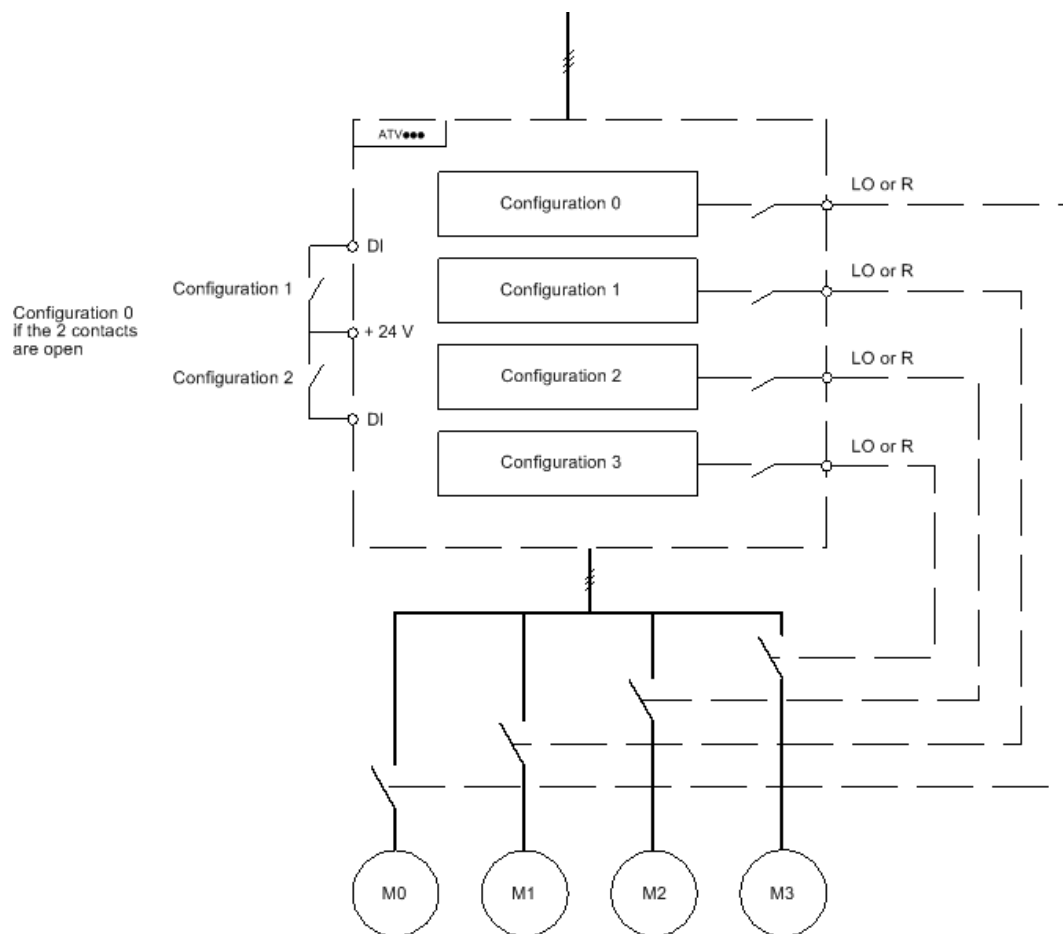 ATV●●●
Configuration 0
LO or R
DI
Configuration 1
Configuration 1
LO or R
Configuration 0
if the 2 contacts
are open
+ 24 V
Configuration 2
Configuration 2
LO or R
DI
Configuration 3
LO or R
M0
M1
M2
M3